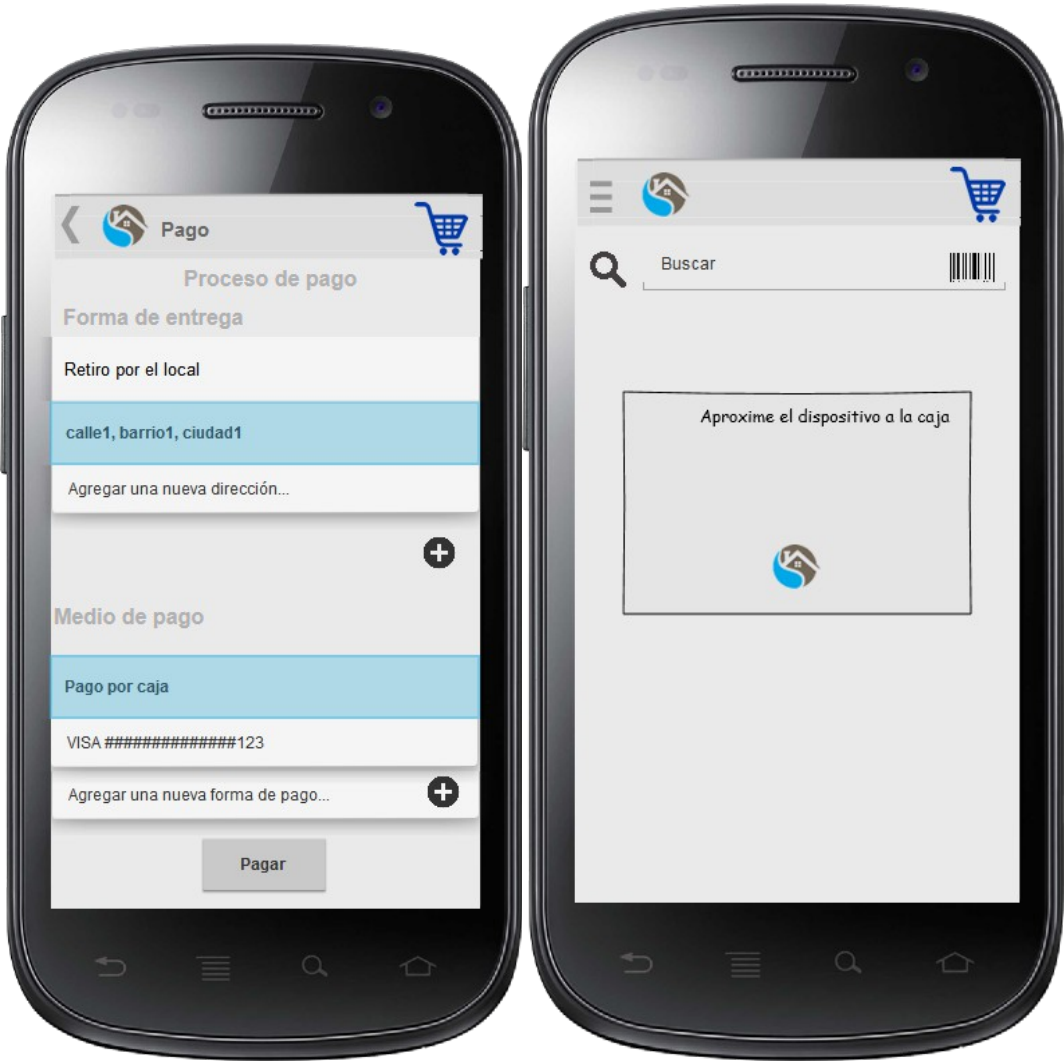 Pago
Proceso de pago
Forma de entrega
Retiro por el local
calle1, barrio1, ciudad1
Agregar una nueva dirección...
Medio de pago
Pago por caja
VISA ##############123
Agregar una nueva forma de pago...
Pagar
Buscar
Aproxime el dispositivo a la caja